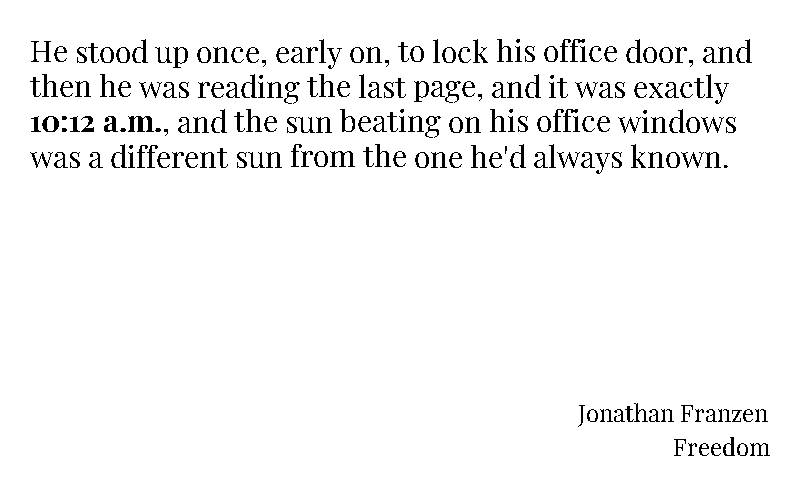 He stood up once, early on, to lock his office door, and
then he was reading the last page, and it was exactly
10:12 a.m., and the sun beating on his office windows
was a different sun from the one he'd always known.
Jonathan Franzen
Freedom